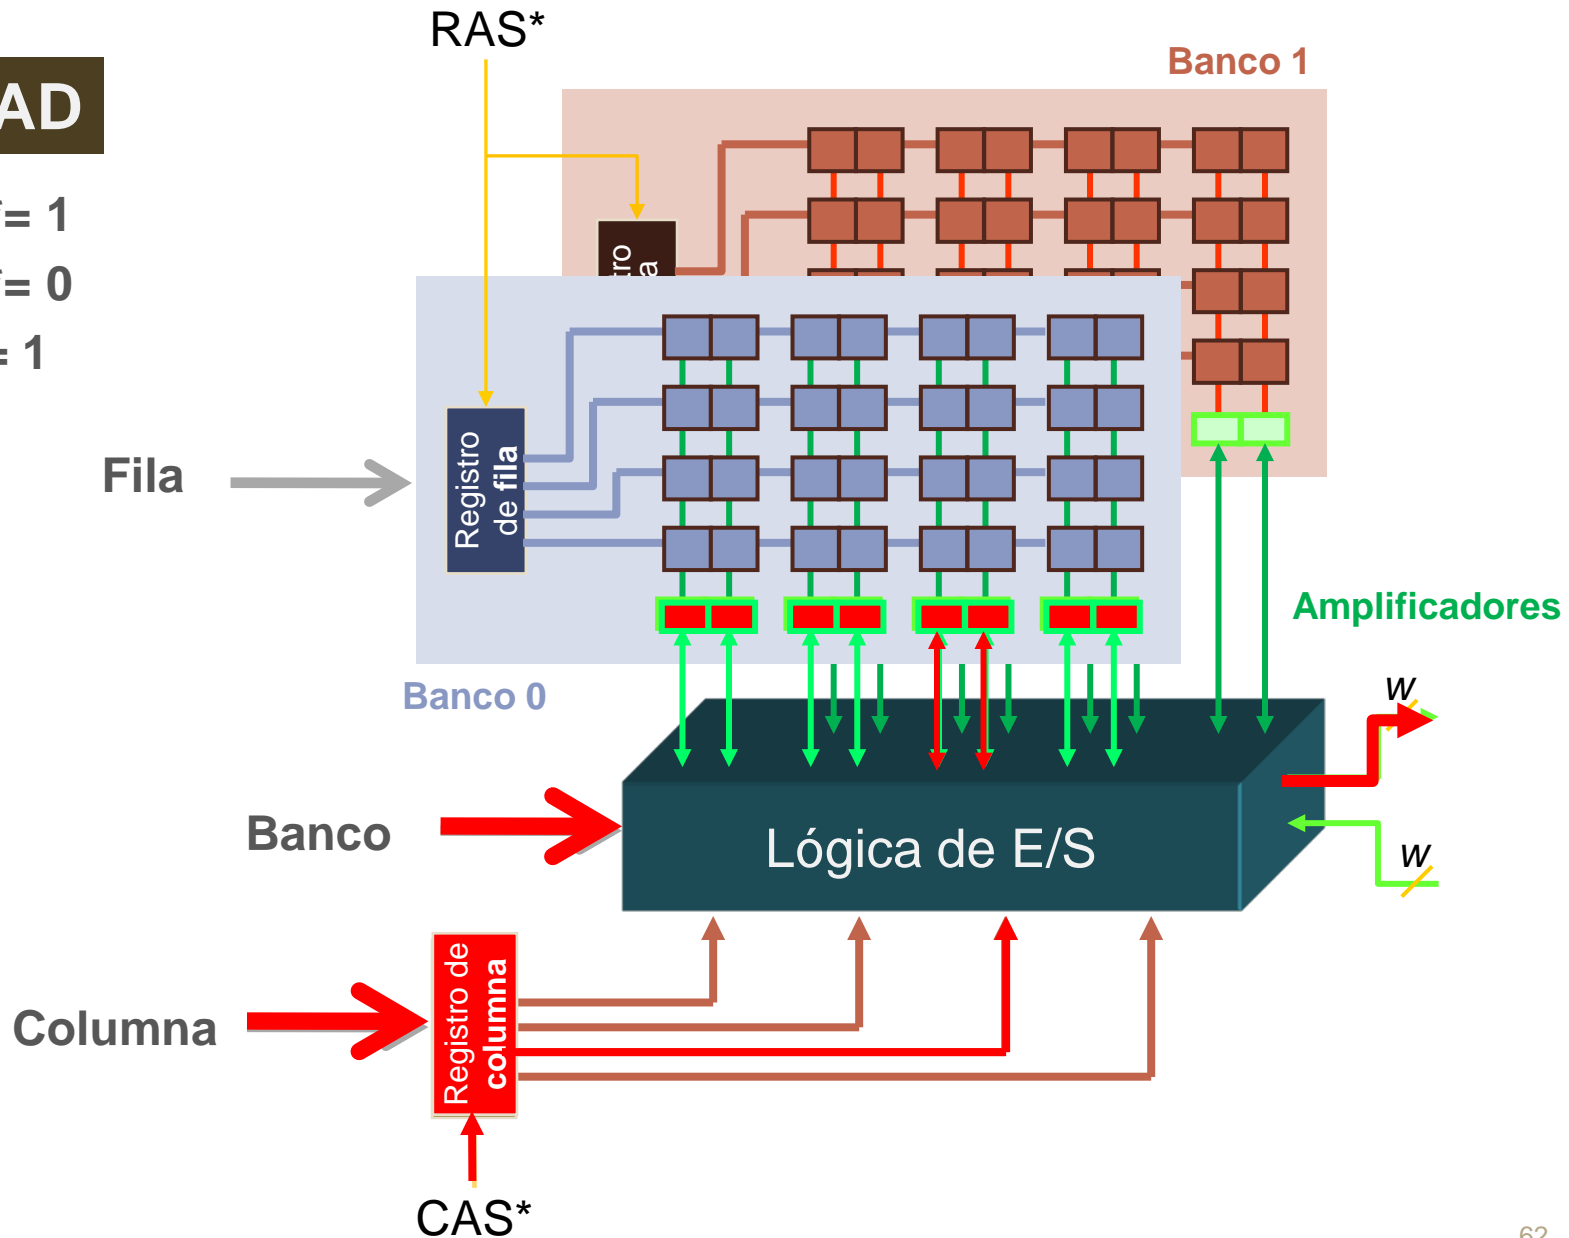 RAS*
Banco 1
AD
= 1
= 0
= 1
Fila
Registro
de fila
Amplificadores
Banco 0
w
Banco
Lógica de E/S
w
Registro de
columna
Columna
CAS*
62